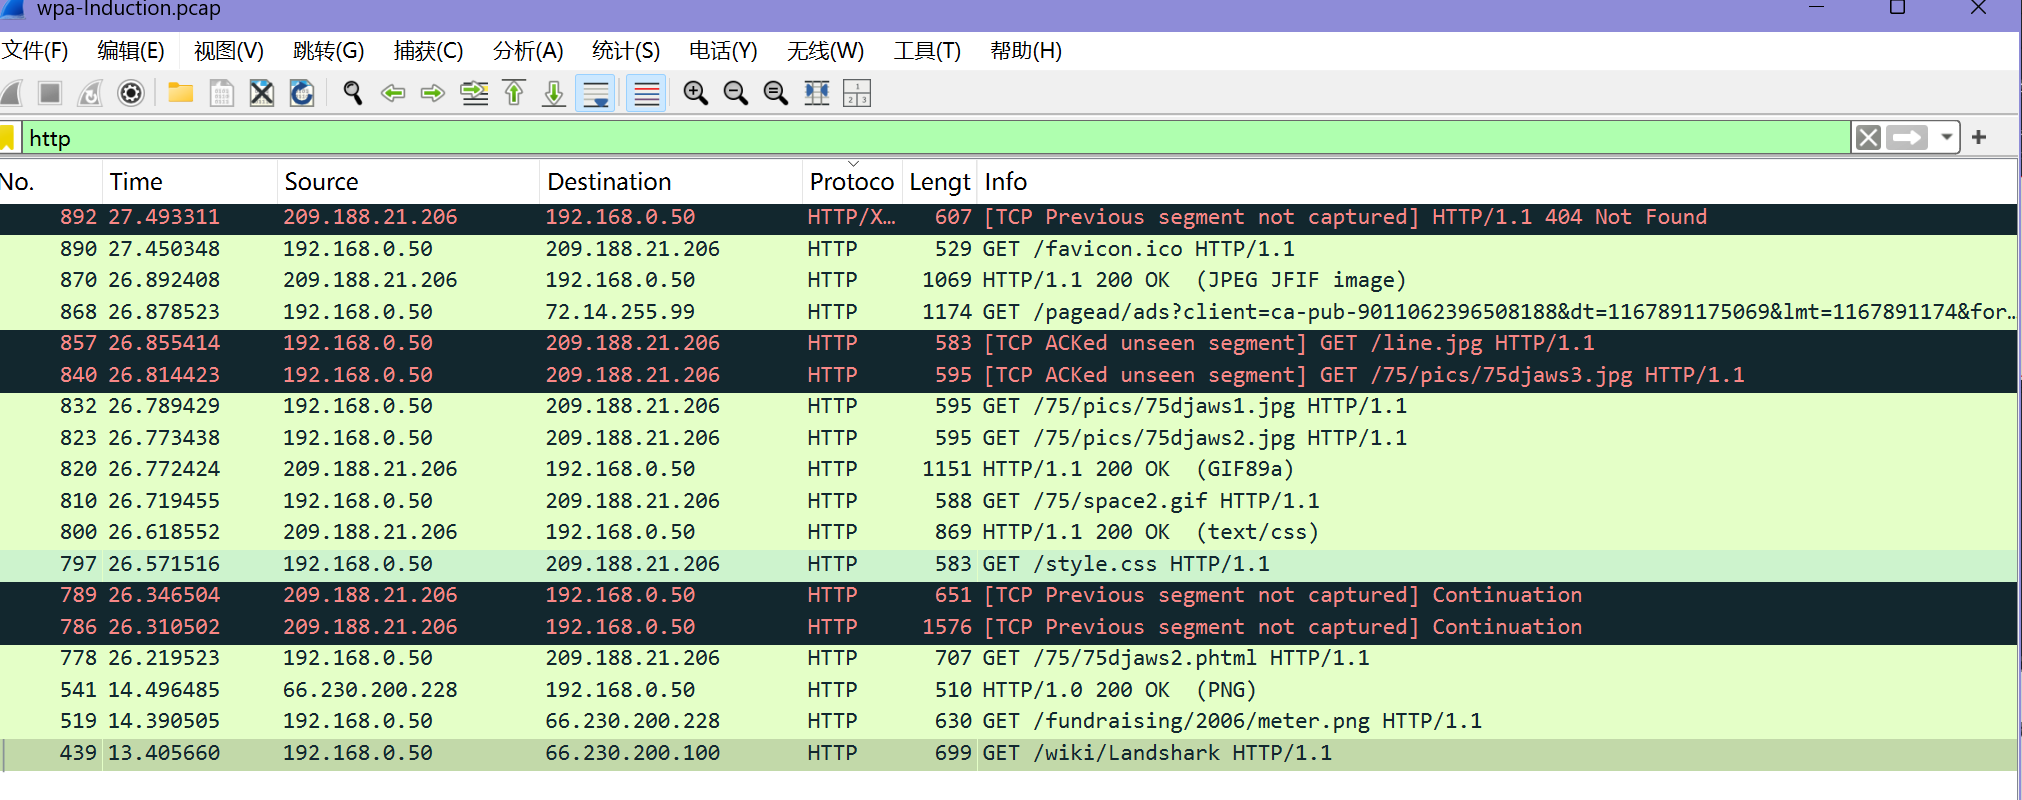 wpa-Induction.pcap
文件(F) 编辑(E) 视图(V) 跳转(G) 捕获(C) 分析(A) 统计(S) 电话(Y) 无线(W) 工具(T) 帮助(H)
http
No. Time Source Destination Protoco Lengt Info
892 27.493311 209.188.21.206 192.168.0.50 HTTP/X… 607 [TCP Previous segment not captured] HTTP/1.1 404 Not Found
890 27.450348 192.168.0.50 209.188.21.206 HTTP 529 GET /favicon.ico HTTP/1.1
870 26.892408 209.188.21.206 192.168.0.50 HTTP 1069 HTTP/1.1 200 OK (JPEG JFIF image)
868 26.878523 192.168.0.50 72.14.255.99 HTTP 1174 GET /pagead/ads?client=ca-pub-9011062396508188&dt=1167891175069&lmt=1167891174&for…
857 26.855414 192.168.0.50 209.188.21.206 HTTP 583 [TCP ACKed unseen segment] GET /line.jpg HTTP/1.1
840 26.814423 192.168.0.50 209.188.21.206 HTTP 595 [TCP ACKed unseen segment] GET /75/pics/75djaws3.jpg HTTP/1.1
832 26.789429 192.168.0.50 209.188.21.206 HTTP 595 GET /75/pics/75djaws1.jpg HTTP/1.1
823 26.773438 192.168.0.50 209.188.21.206 HTTP 595 GET /75/pics/75djaws2.jpg HTTP/1.1
820 26.772424 209.188.21.206 192.168.0.50 HTTP 1151 HTTP/1.1 200 OK (GIF89a)
810 26.719455 192.168.0.50 209.188.21.206 HTTP 588 GET /75/space2.gif HTTP/1.1
800 26.618552 209.188.21.206 192.168.0.50 HTTP 869 HTTP/1.1 200 OK (text/css)
797 26.571516 192.168.0.50 209.188.21.206 HTTP 583 GET /style.css HTTP/1.1
789 26.346504 209.188.21.206 192.168.0.50 HTTP 651 [TCP Previous segment not captured] Continuation
786 26.310502 209.188.21.206 192.168.0.50 HTTP 1576 [TCP Previous segment not captured] Continuation
778 26.219523 192.168.0.50 209.188.21.206 HTTP 707 GET /75/75djaws2.phtml HTTP/1.1
541 14.496485 66.230.200.228 192.168.0.50 HTTP 510 HTTP/1.0 200 OK (PNG)
519 14.390505 192.168.0.50 66.230.200.228 HTTP 630 GET /fundraising/2006/meter.png HTTP/1.1
439 13.405660 192.168.0.50 66.230.200.100 HTTP 699 GET /wiki/Landshark HTTP/1.1